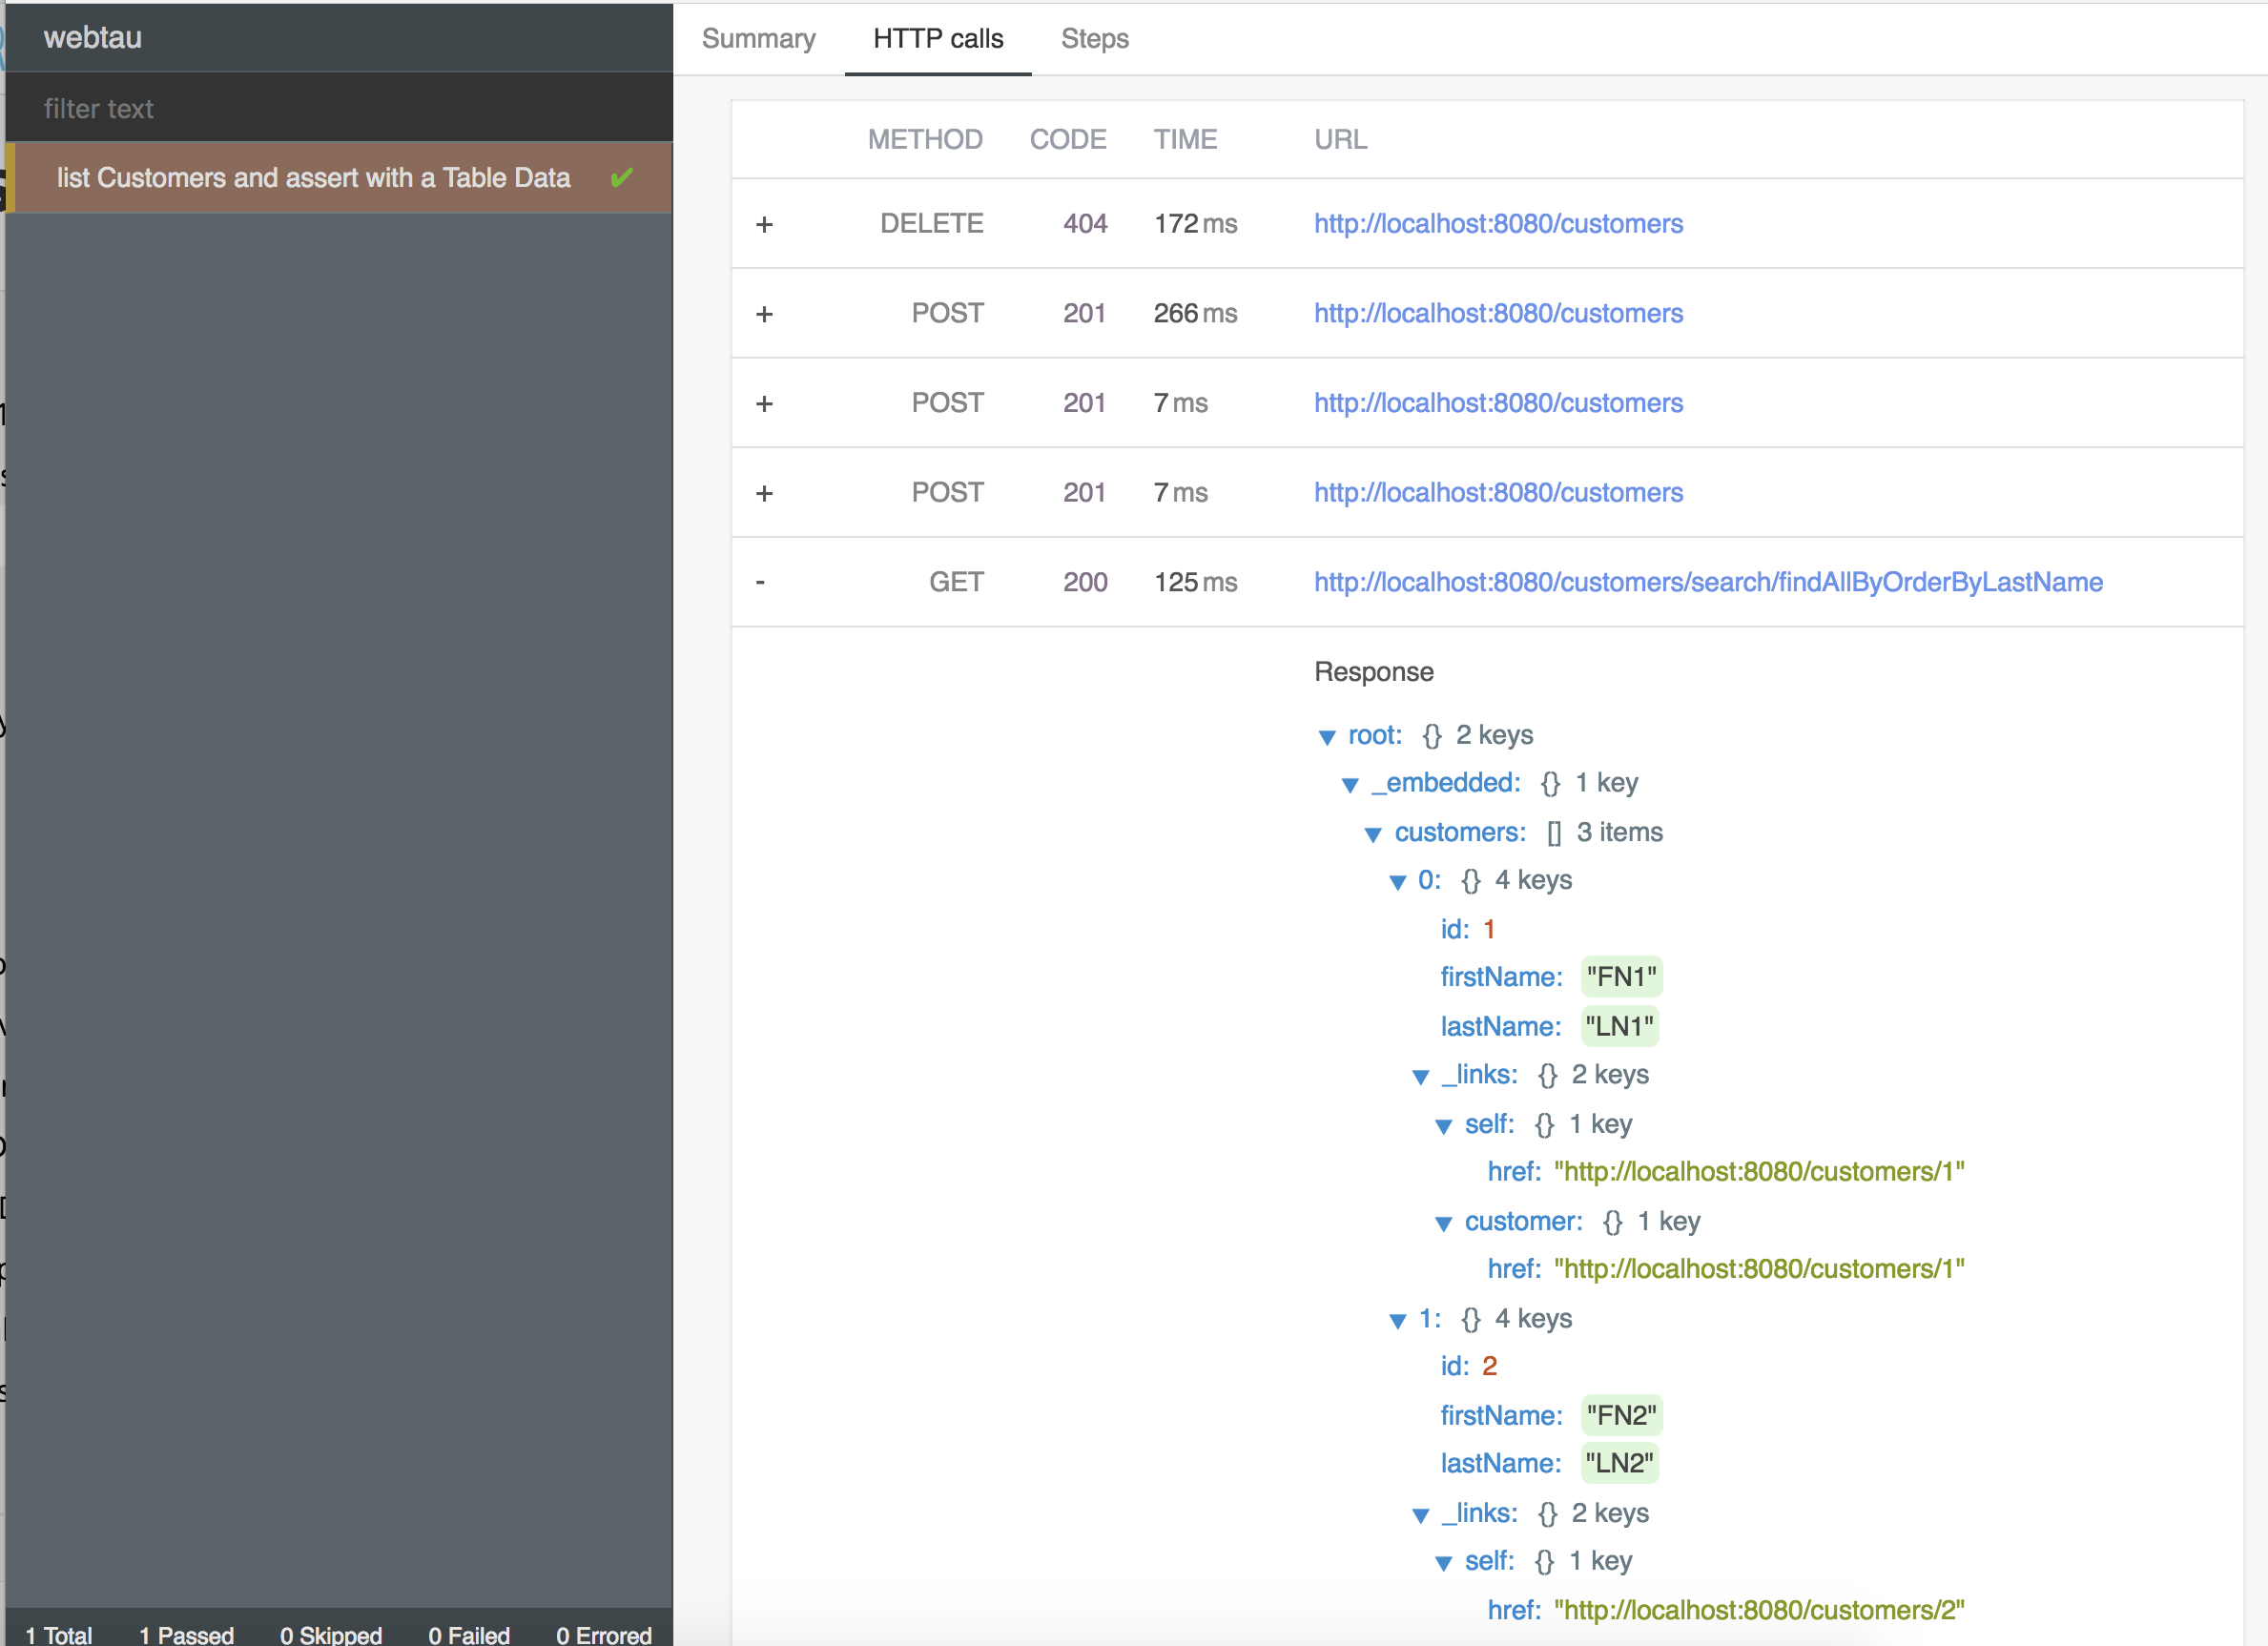 webtau
filter text
list Customers and assert with a Table Data
Summary HTTP calls Steps
METHOD CODE TIME URL
+ DELETE 404 172 ms http://localhost:8080/customers
+ POST 201 266 ms http://localhost:8080/customers
+ POST 201 7 ms http://localhost:8080/customers
+ POST 201 7 ms http://localhost:8080/customers
- GET 200 125 ms http://localhost:8080/customers/search/findAllByOrderByLastName
Response
root: {} 2 keys
_embedded: {} 1 key
customers: [] 3 items
0: {} 4 keys
id: 1
firstName: "FN1"
lastName: "LN1"
_links: {} 2 keys
self: {} 1 key
href: "http://localhost:8080/customers/1"
customer: {} 1 key
href: "http://localhost:8080/customers/1"
1: {} 4 keys
id: 2
firstName: "FN2"
lastName: "LN2"
_links: {} 2 keys
self: {} 1 key
href: "http://localhost:8080/customers/2"
1 Total 1 Passed 0 Skipped 0 Failed 0 Errored